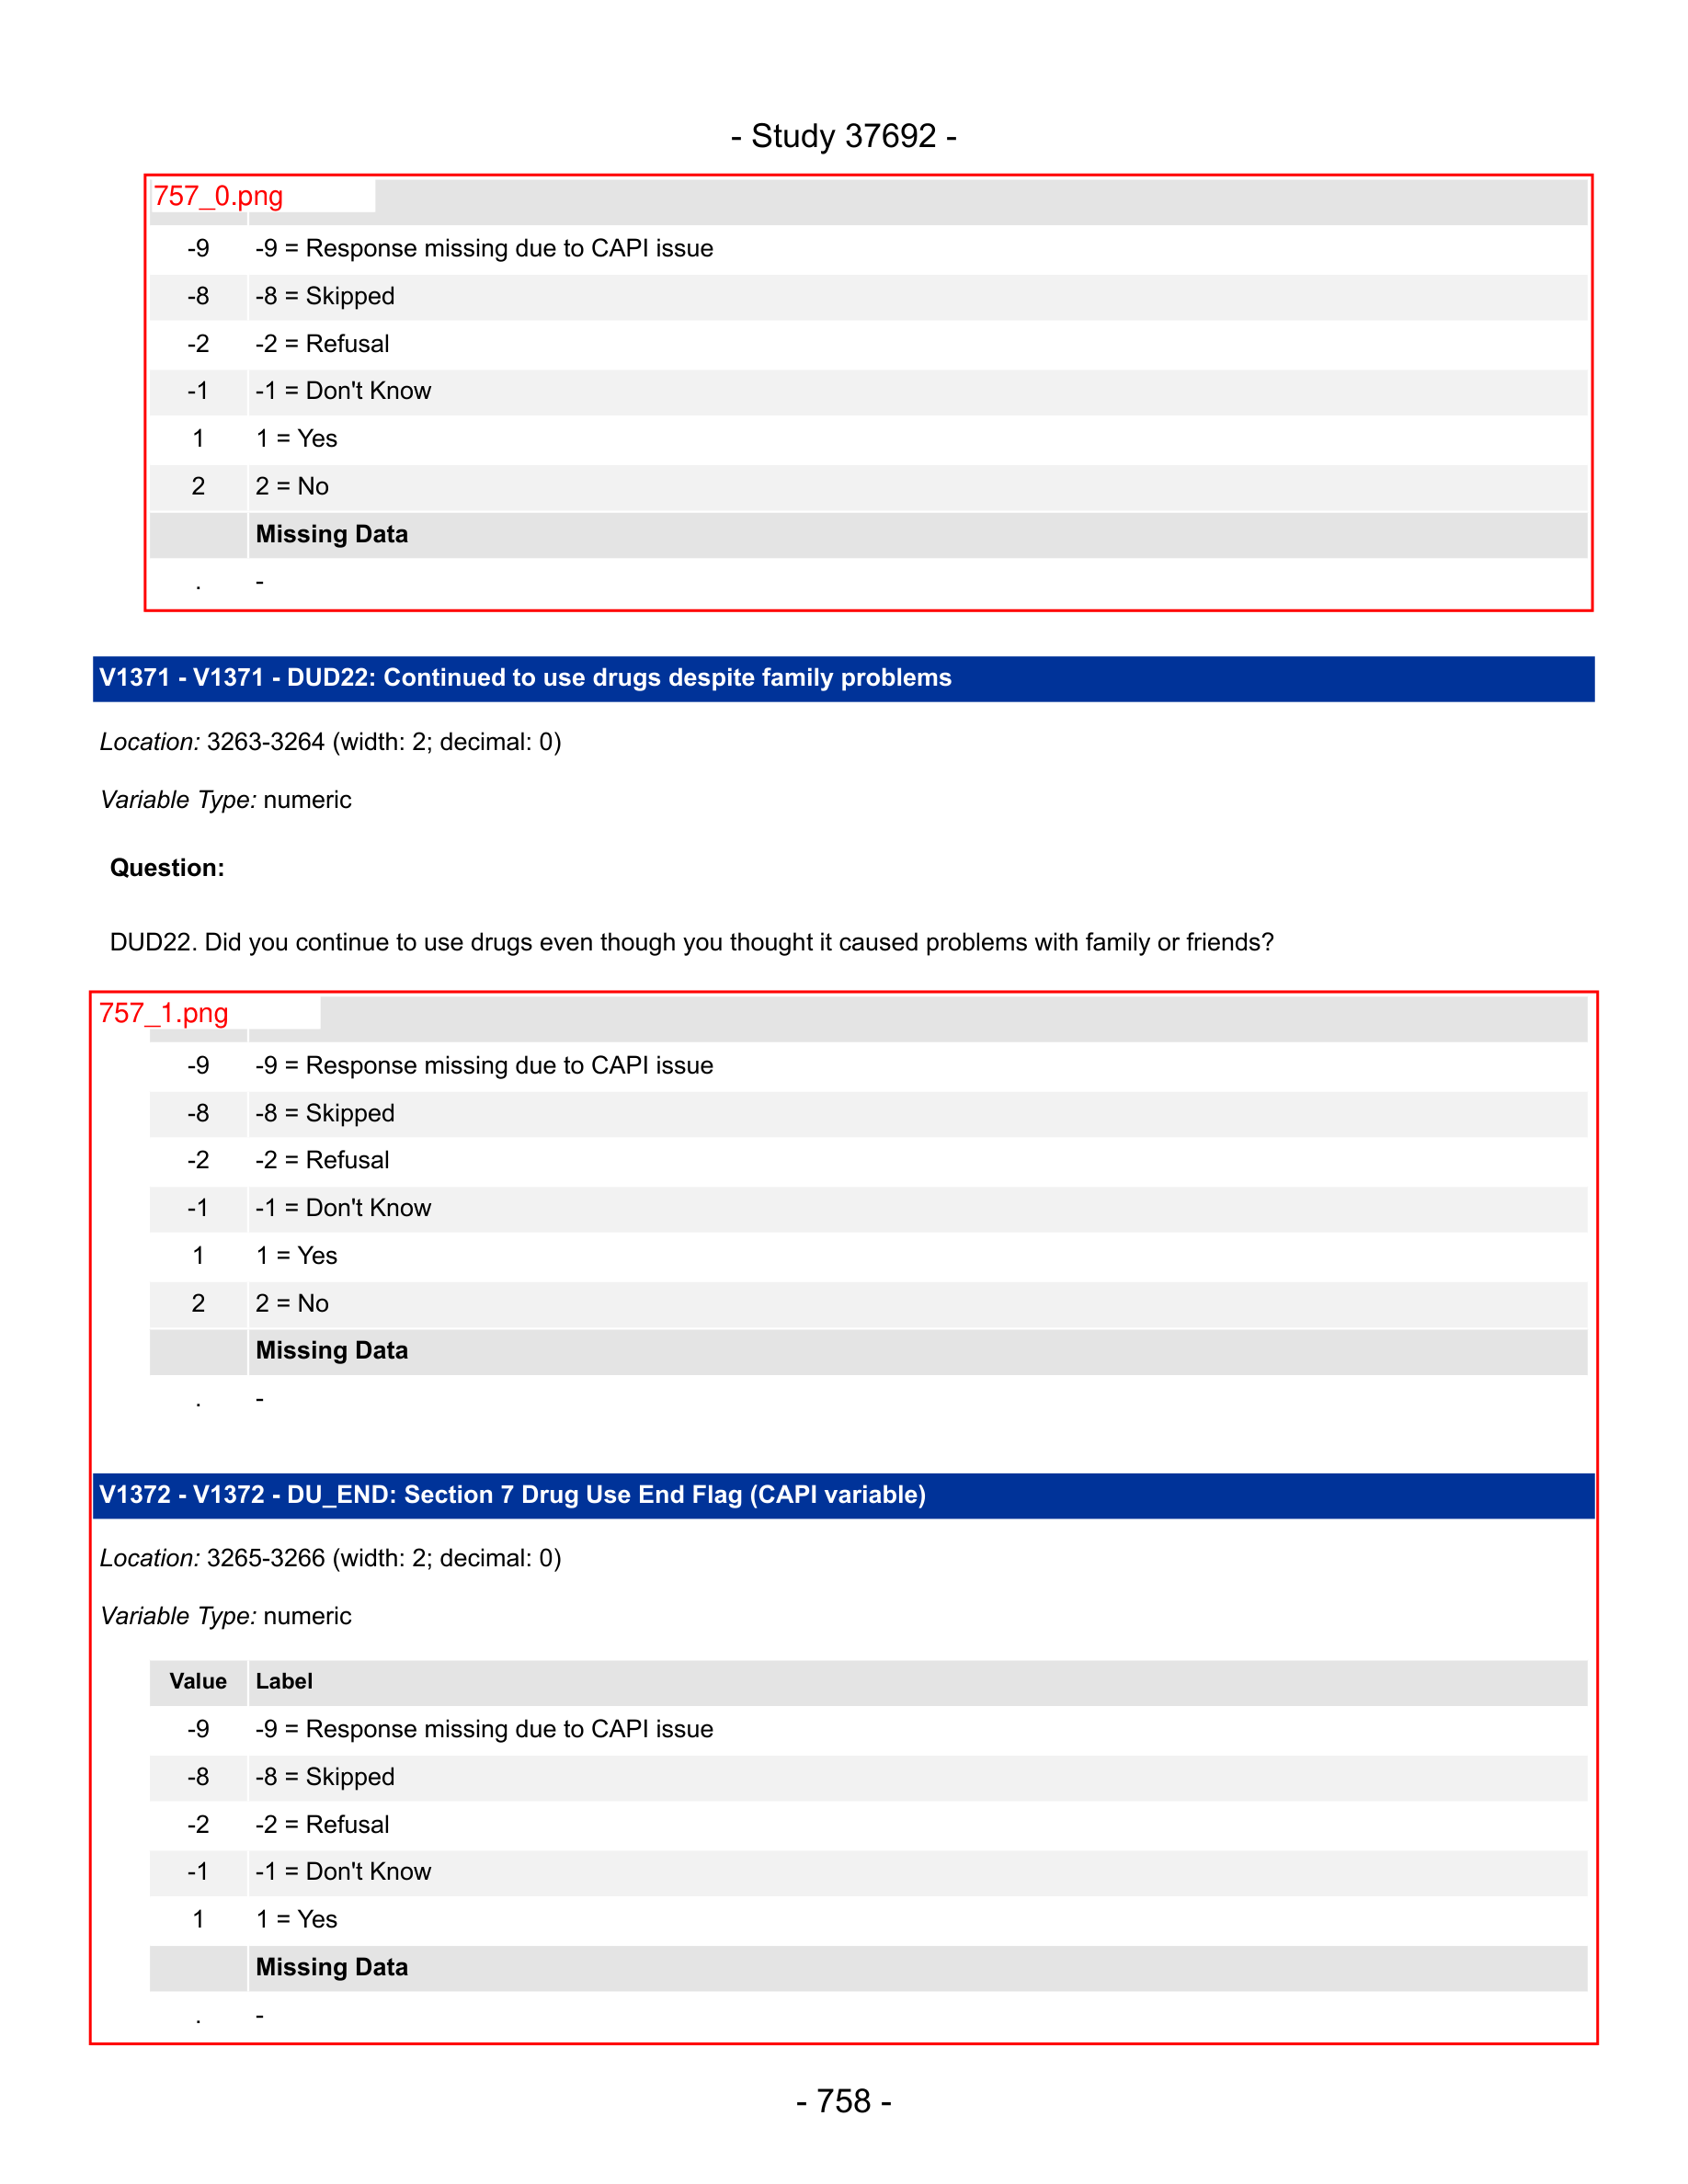 - Study 37692 -
757_0.png
-9 -9 = Response missing due to CAPI issue
-8 -8 = Skipped
-2 -2 = Refusal
-1 -1 = Don't Know
1 1 = Yes
2 2 = No
Missing Data
. -
V1371 - V1371 - DUD22: Continued to use drugs despite family problems
Location: 3263-3264 (width: 2; decimal: 0)
Variable Type: numeric
Question:
DUD22. Did you continue to use drugs even though you thought it caused problems with family or friends?
757_1.png
-9 -9 = Response missing due to CAPI issue
-8 -8 = Skipped
-2 -2 = Refusal
-1 -1 = Don't Know
1 1 = Yes
2 2 = No
Missing Data
. -
V1372 - V1372 - DU_END: Section 7 Drug Use End Flag (CAPI variable)
Location: 3265-3266 (width: 2; decimal: 0)
Variable Type: numeric
Value Label
-9 -9 = Response missing due to CAPI issue
-8 -8 = Skipped
-2 -2 = Refusal
-1 -1 = Don't Know
1 1 = Yes
Missing Data
. -
- 758 -